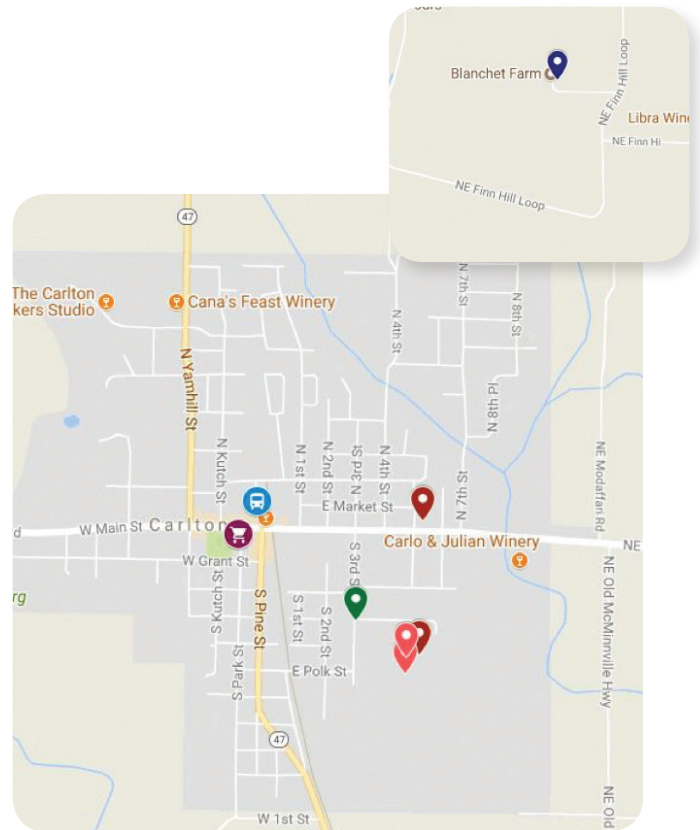 Blanchet Farm
NE Finn Hill Loop
Libra Wine
NE Finn Hi
NE Finn Hill Loop
47
The Carlton
kers Studio
Cana's Feast Winery
N 7th St
N 8th St
N 4th St
N Yamhill St
N 8th Pl
N Kutch St
N 1st St
N 2nd St
N 3rd St
N 4th St
N 7th St
NE Modaffari Rd
E Market St
d
W Main St
Carlton
Carlo & Julian Winery
NE
W Grant St
S 3rd St
S Kutch St
S Pine St
S 1st St
S 2nd St
NE Old McMinnville Hwy
rg
S Park St
E Polk St
47
NE Old
W 1st St